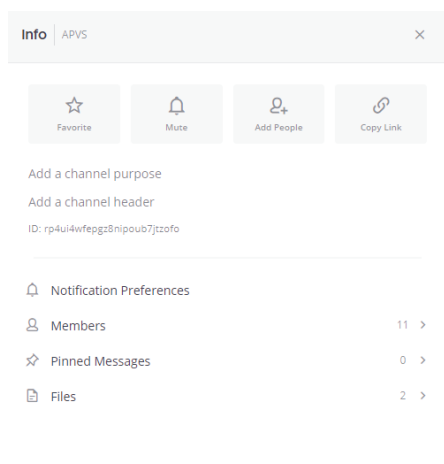 Info APVS
Favorite Mute Add People Copy Link
Add a channel purpose
Add a channel header
ID: rp4ui4wfepgz8nipoub7jtzofo
Notification Preferences
Members 11
Pinned Messages 0
Files 2